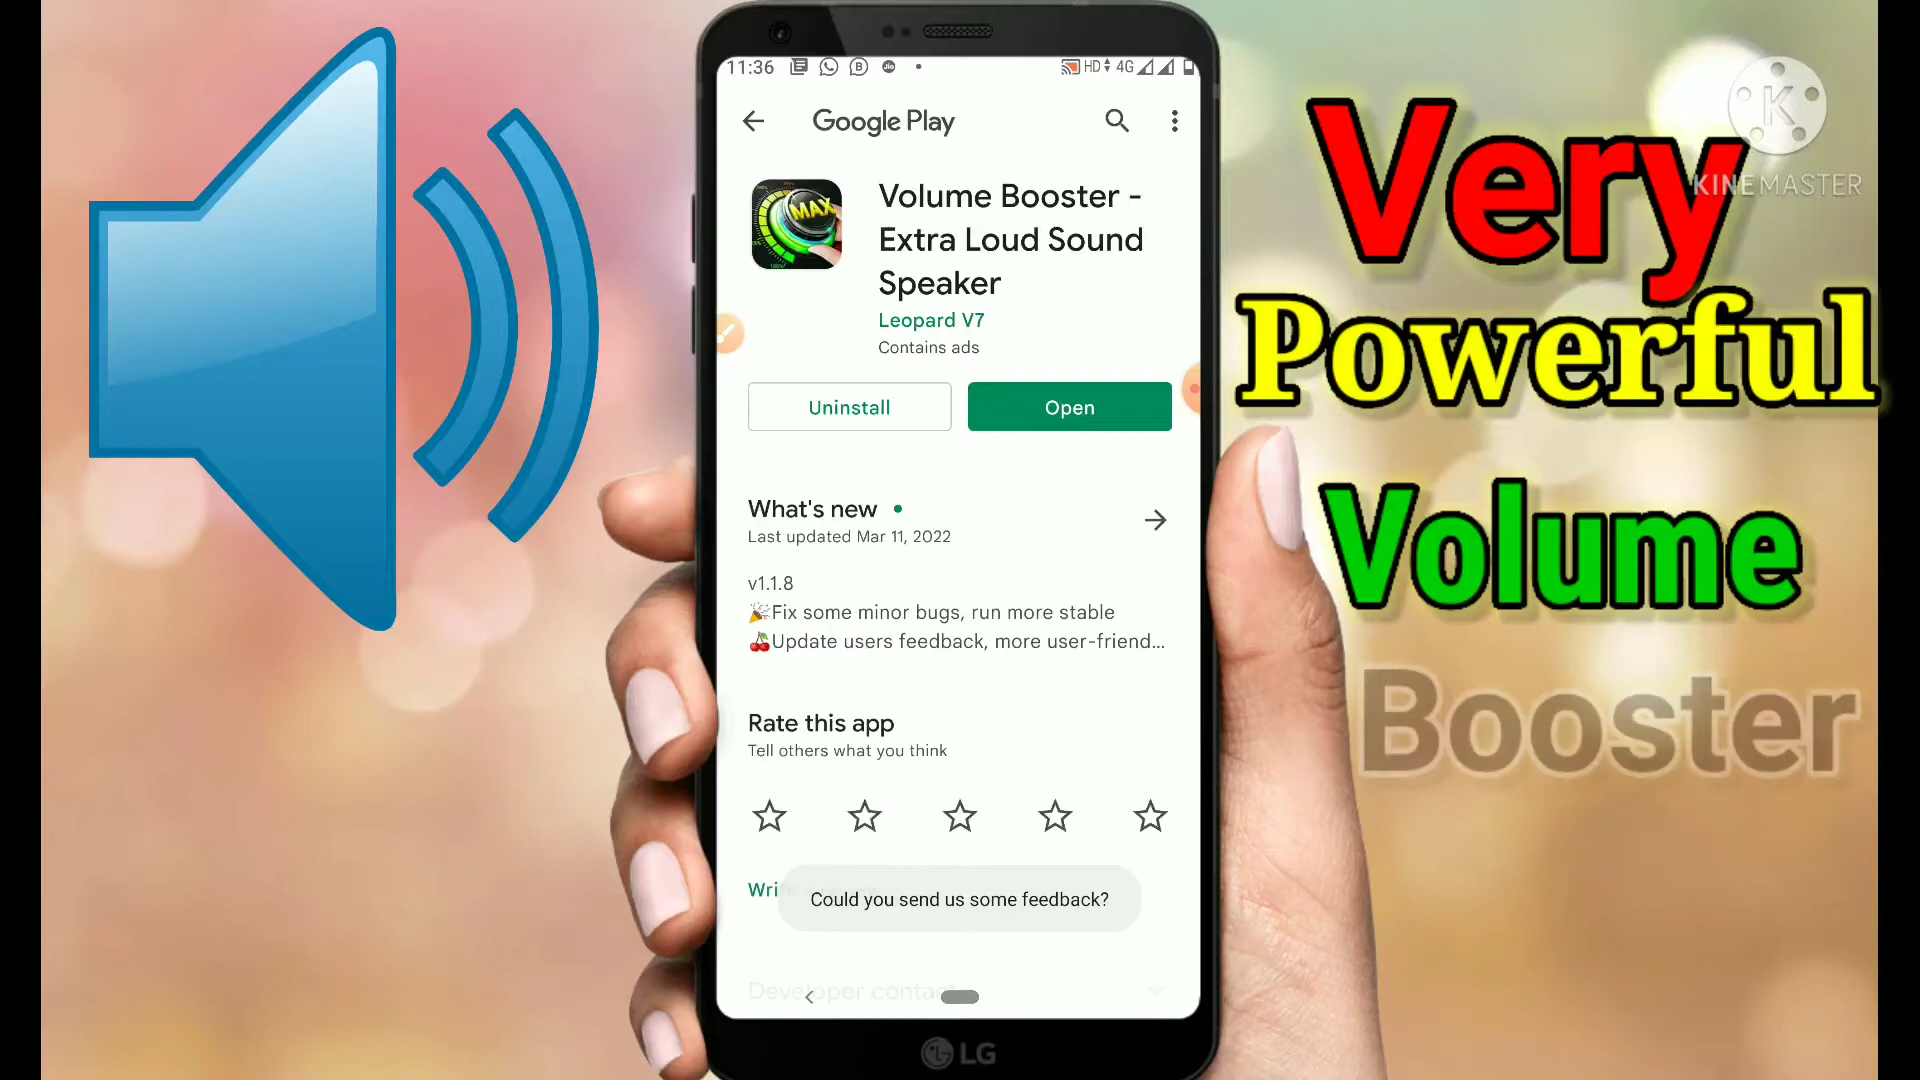 11:36
HD 4G
Google Play
MAX
Volume Booster -
Extra Loud Sound
Speaker
Leopard V7
Contains ads
Uninstall
Open
What's new
Last updated Mar 11, 2022
v1.1.8
🎉Fix some minor bugs, run more stable
🍒Update users feedback, more user-friend...
Rate this app
Tell others what you think
Wri
Could you send us some feedback?
Developer contact
LG
Very
K
KINEMASTER
Powerful
Volume
Booster